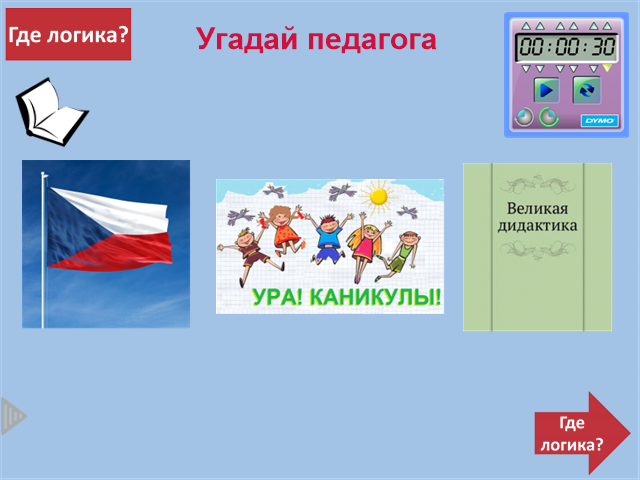 Где логика?
Угадай педагога
00:00:30
DYMO
УРА! КАНИКУЛЫ!
Великая
дидактика
Где
логика?